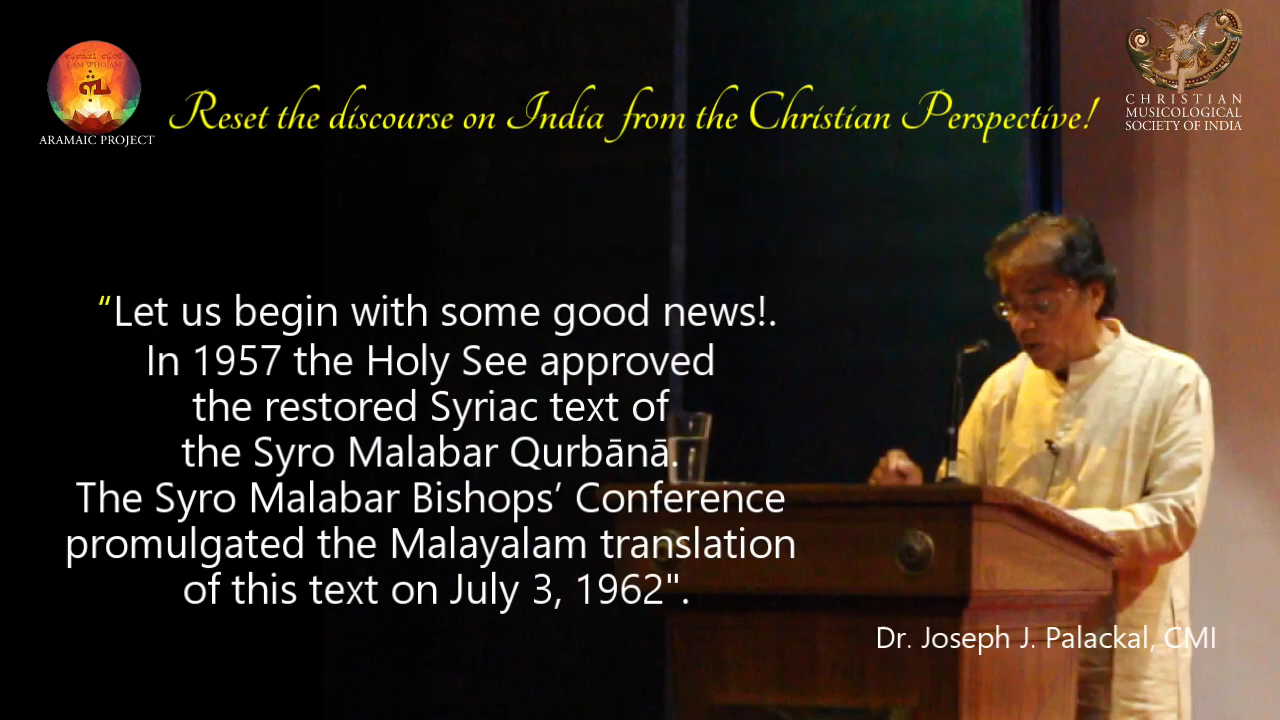 Reset the discourse on India from the Christian Perspective!
I AM WHO AM
ARAMAIC PROJECT
CHRISTIAN
MUSICOLOGICAL
SOCIETY OF INDIA
“Let us begin with some good news!.
In 1957 the Holy See approved
the restored Syriac text of
the Syro Malabar Qurbānā.
The Syro Malabar Bishops’ Conference
promulgated the Malayalam translation
of this text on July 3, 1962".
Dr. Joseph J. Palackal, CMI